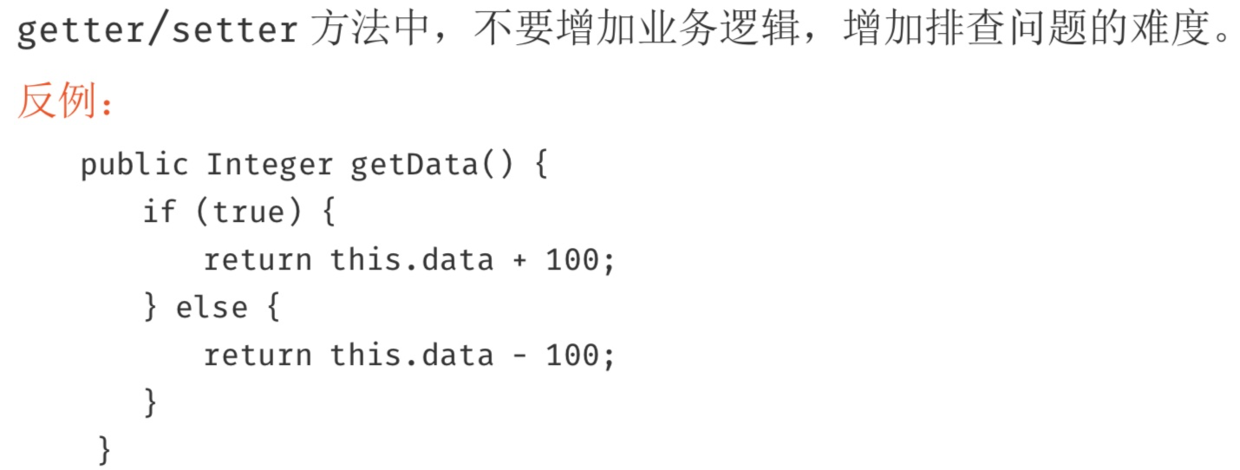 getter/setter 方法中，不要增加业务逻辑，增加排查问题的难度。
反例：
public Integer getData() {
if (true) {
return this.data + 100;
} else {
return this.data - 100;
}
}